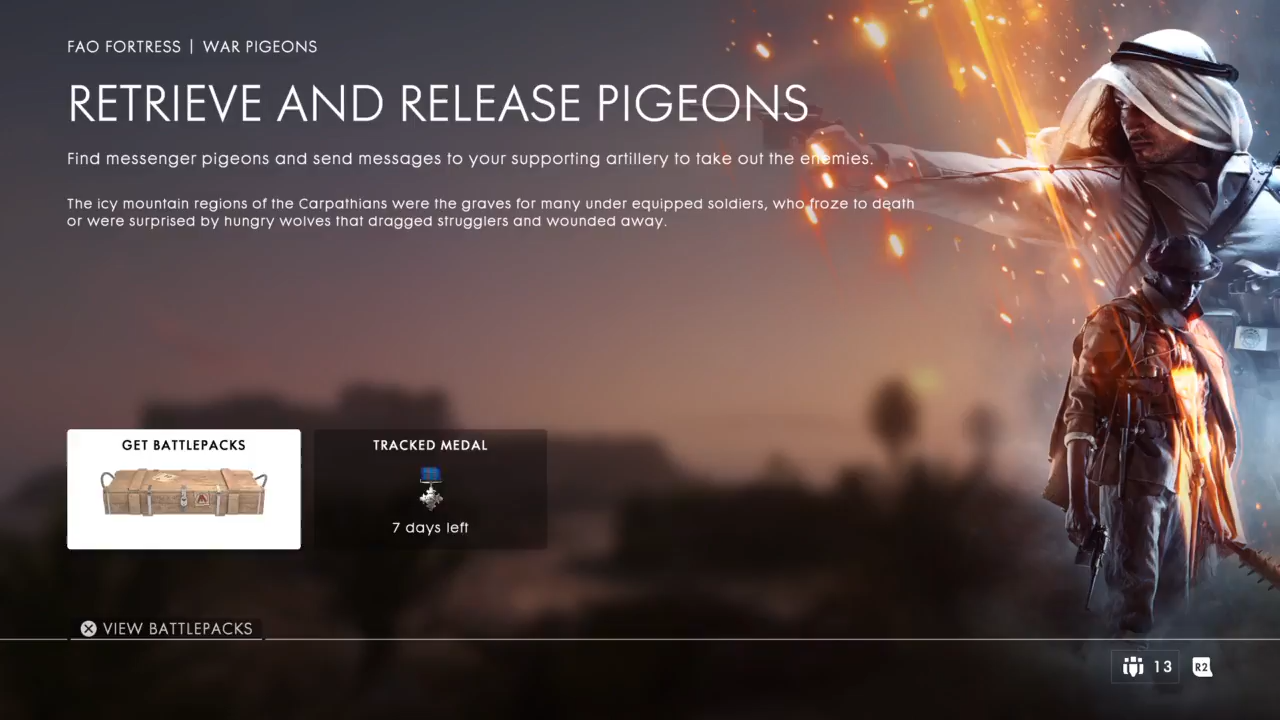 FAO FORTRESS | WAR PIGEONS
RETRIEVE AND RELEASE PIGEONS
Find messenger pigeons and send messages to your supporting artillery to take out the enemies.
The icy mountain regions of the Carpathians were the graves for many under equipped soldiers, who froze to death
or were surprised by hungry wolves that dragged strugglers and wounded away.
GET BATTLEPACKS
TRACKED MEDAL
7 days left
VIEW BATTLEPACKS
13 R2